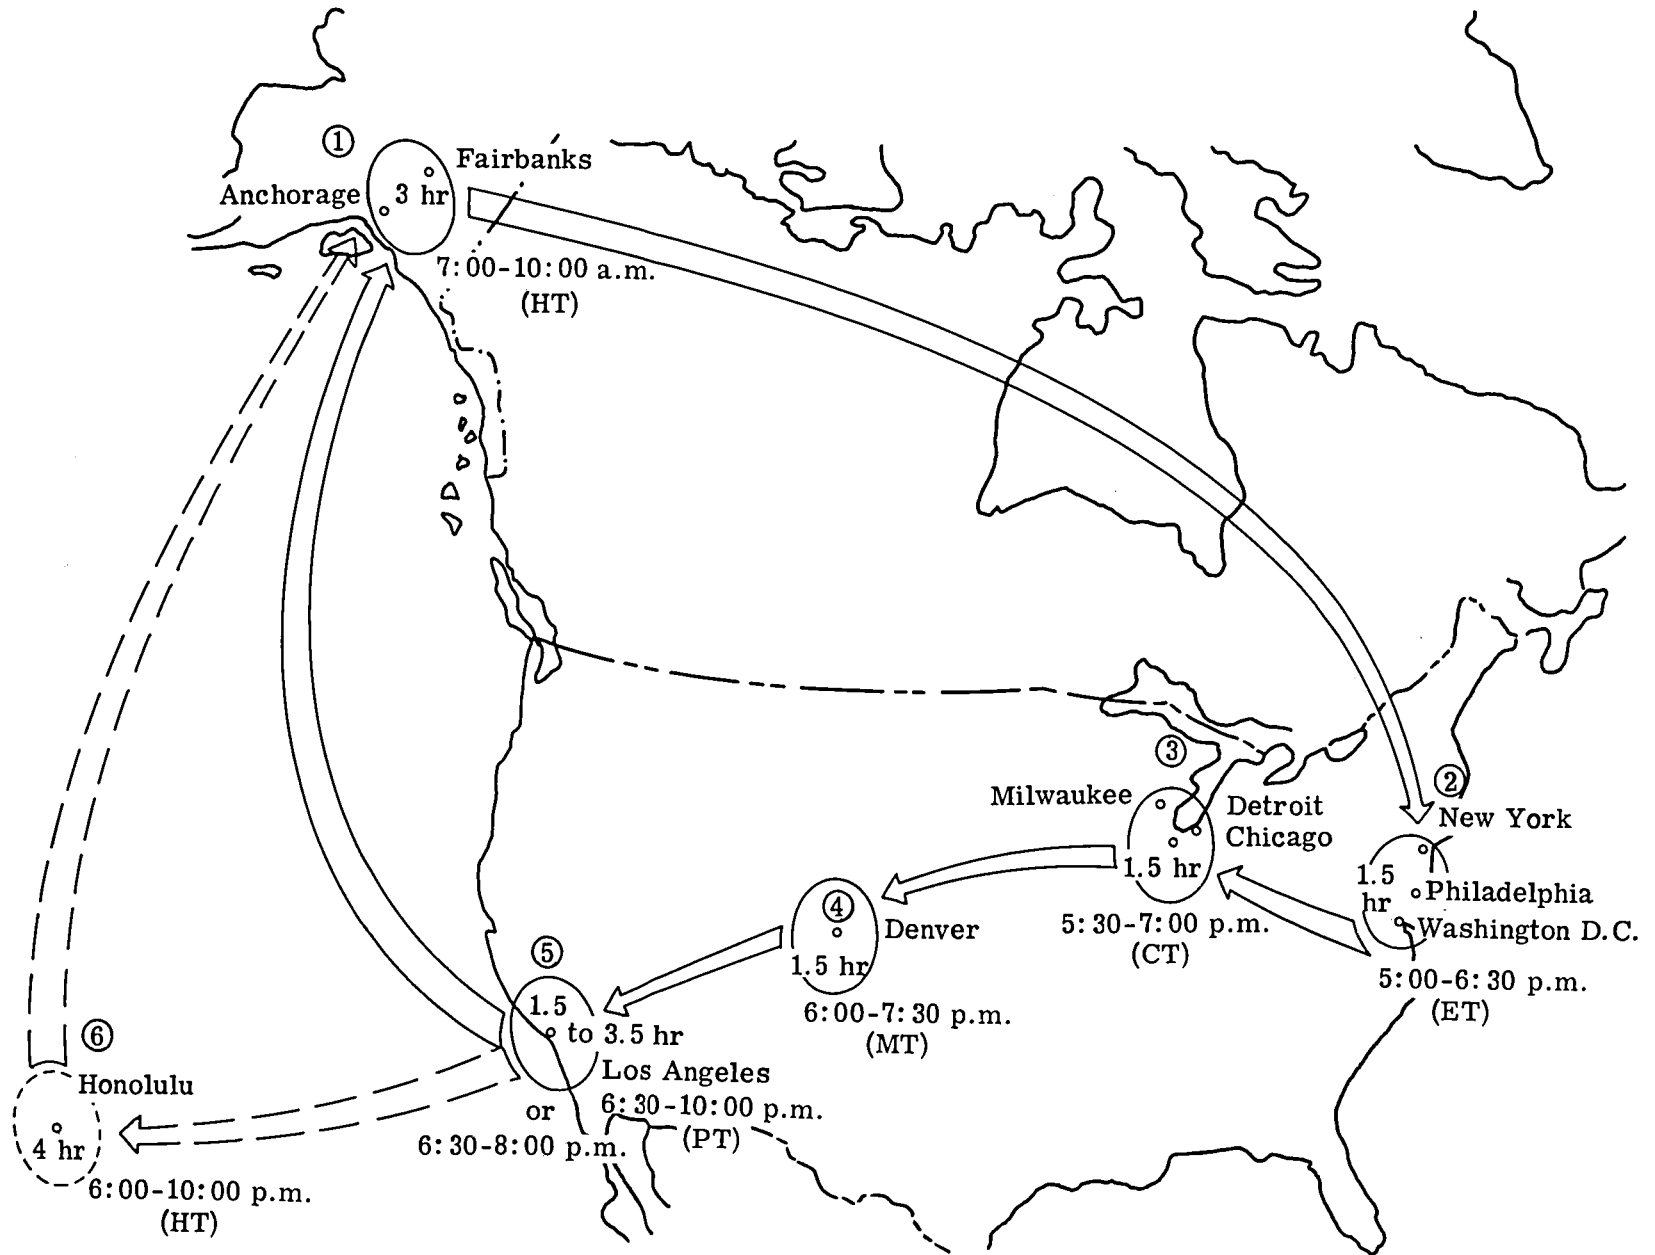 ①
Fairbanks
Anchorage
3 hr
7:00-10:00 a.m.
(HT)
②
New York
1.5
hr
Philadelphia
Washington D.C.
5:00-6:30 p.m.
(ET)
③
Milwaukee
Detroit
Chicago
1.5 hr
5:30-7:00 p.m.
(CT)
④
Denver
1.5 hr
6:00-7:30 p.m.
(MT)
⑤
1.5
to 3.5 hr
Los Angeles
6:30-10:00 p.m.
(PT)
or
6:30-8:00 p.m.
⑥
Honolulu
4 hr
6:00-10:00 p.m.
(HT)